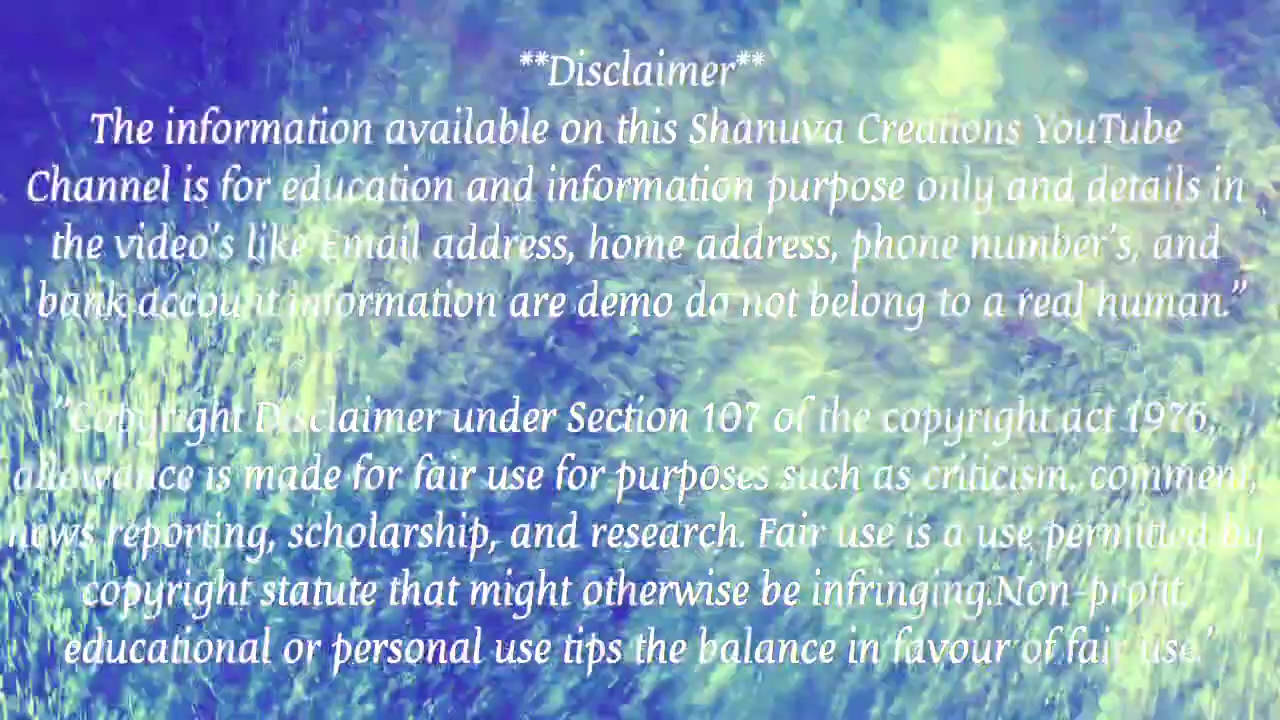 **Disclaimer**
The information available on this Shanuva Creations YouTube
Channel is for education and information purpose only and details in
the video's like Email address, home address, phone number's, and
bank account information are demo do not belong to a real human.”
“Copyright Disclaimer under Section 107 of the copyright act 1976,
allowance is made for fair use for purposes such as criticism, comment,
news reporting, scholarship, and research. Fair use is a use permitted by
copyright statute that might otherwise be infringing.Non-profit,
educational or personal use tips the balance in favour of fair use.'